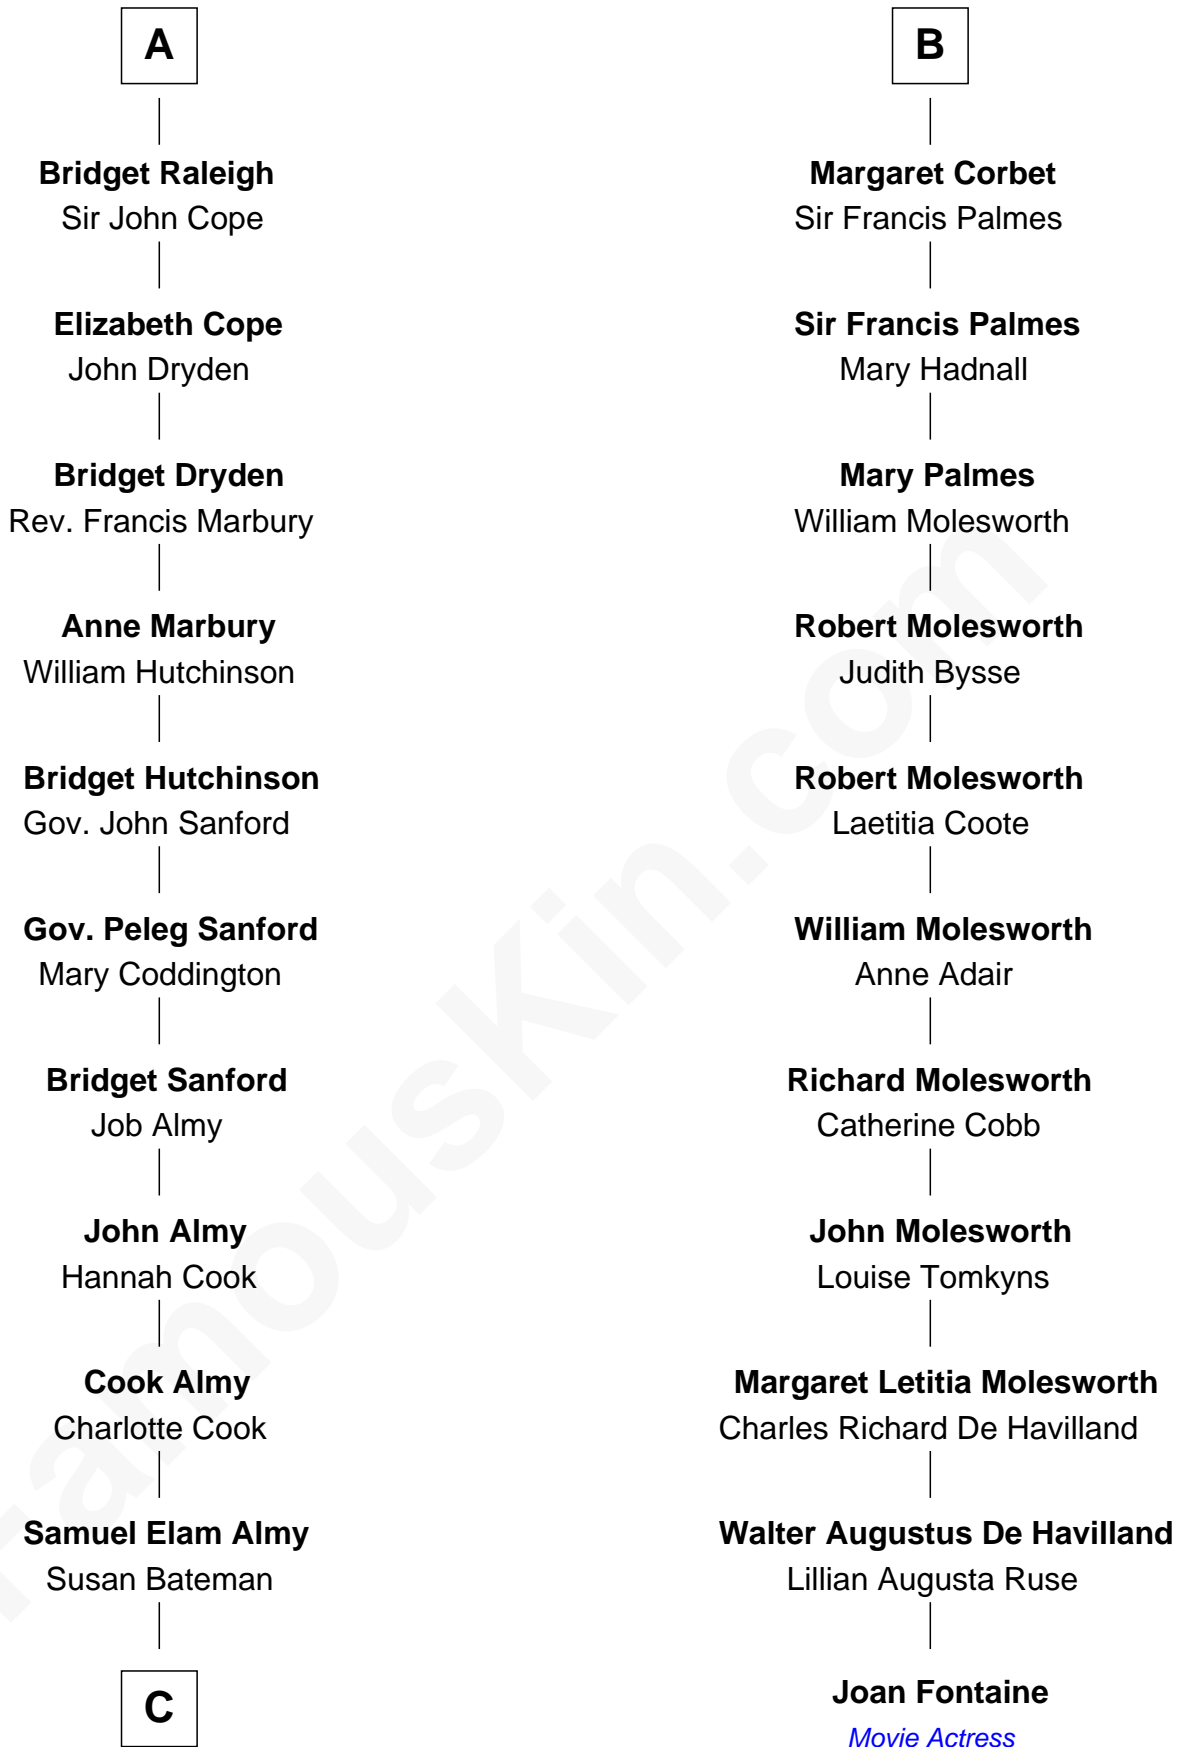 A
Bridget Raleigh
Sir John Cope
Elizabeth Cope
John Dryden
Bridget Dryden
Rev. Francis Marbury
Anne Marbury
William Hutchinson
Bridget Hutchinson
Gov. John Sanford
Gov. Peleg Sanford
Mary Coddington
Bridget Sanford
Job Almy
John Almy
Hannah Cook
Cook Almy
Charlotte Cook
Samuel Elam Almy
Susan Bateman
C
B
Margaret Corbet
Sir Francis Palmes
Sir Francis Palmes
Mary Hadnall
Mary Palmes
William Molesworth
Robert Molesworth
Judith Bysse
Robert Molesworth
Laetitia Coote
William Molesworth
Anne Adair
Richard Molesworth
Catherine Cobb
John Molesworth
Louise Tomkyns
Margaret Letitia Molesworth
Charles Richard De Havilland
Walter Augustus De Havilland
Lillian Augusta Ruse
Joan Fontaine
Movie Actress
FamousKin.com